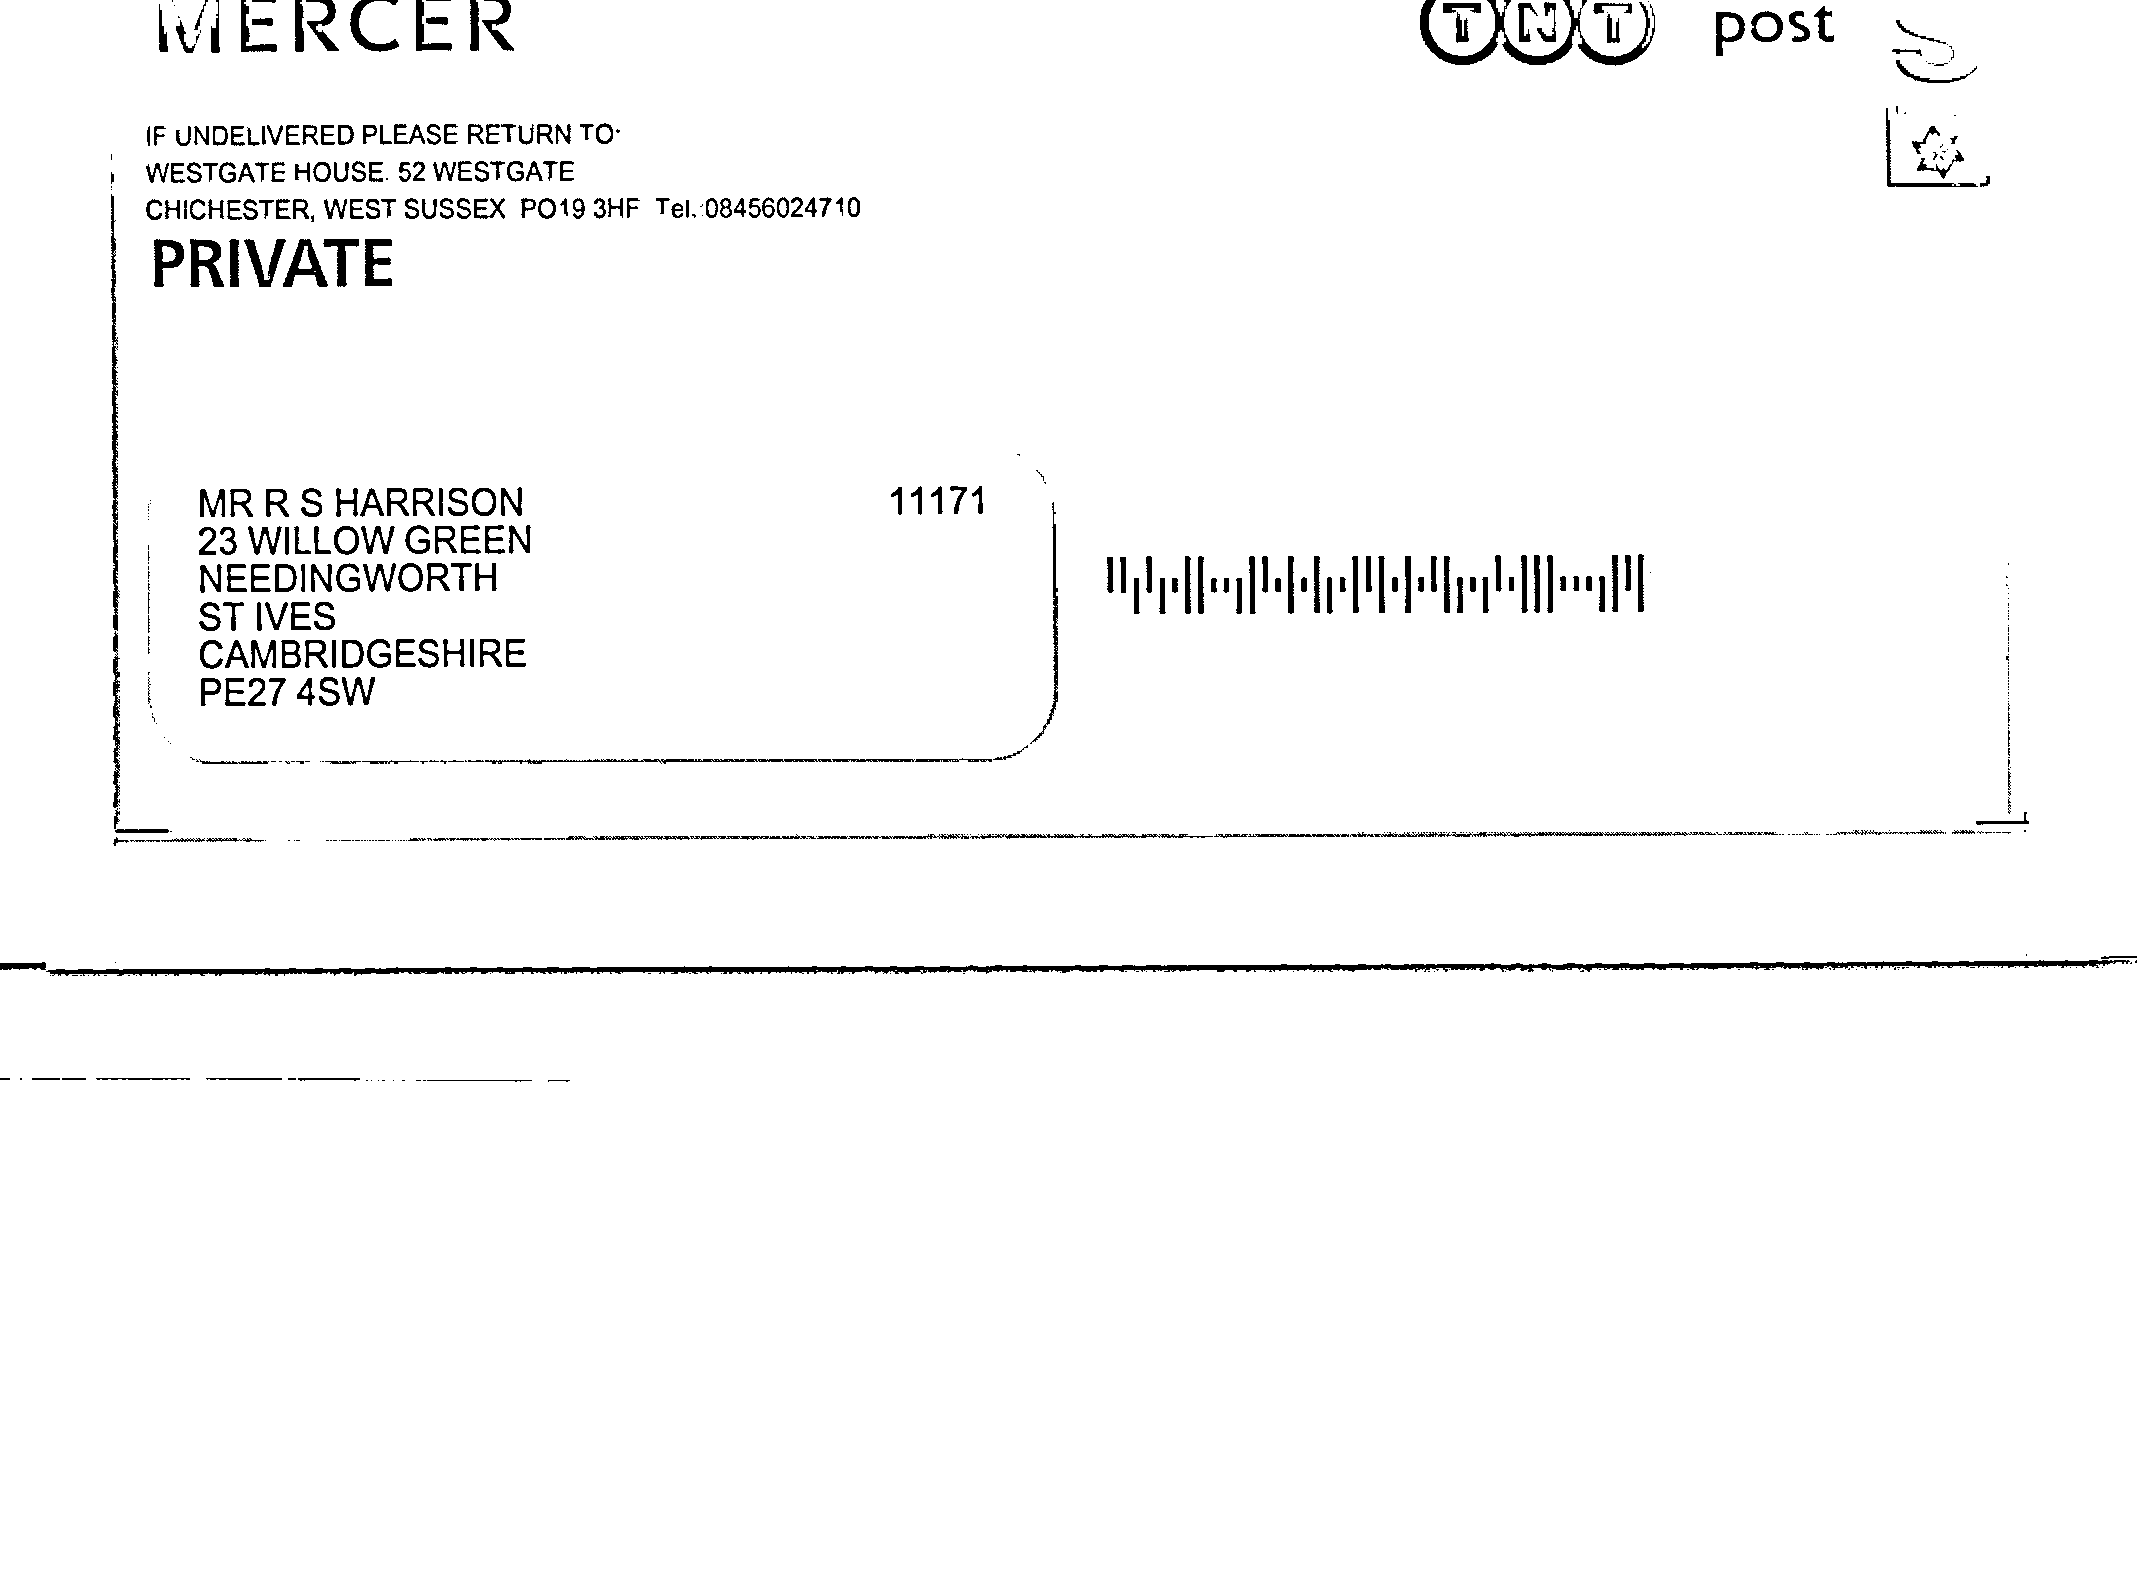 MERCER
TNT post
IF UNDELIVERED PLEASE RETURN TO:
WESTGATE HOUSE. 52 WESTGATE
CHICHESTER, WEST SUSSEX PO19 3HF Tel.:08456024710
PRIVATE
MR R S HARRISON 11171
23 WILLOW GREEN
NEEDINGWORTH
ST IVES
CAMBRIDGESHIRE
PE27 4SW